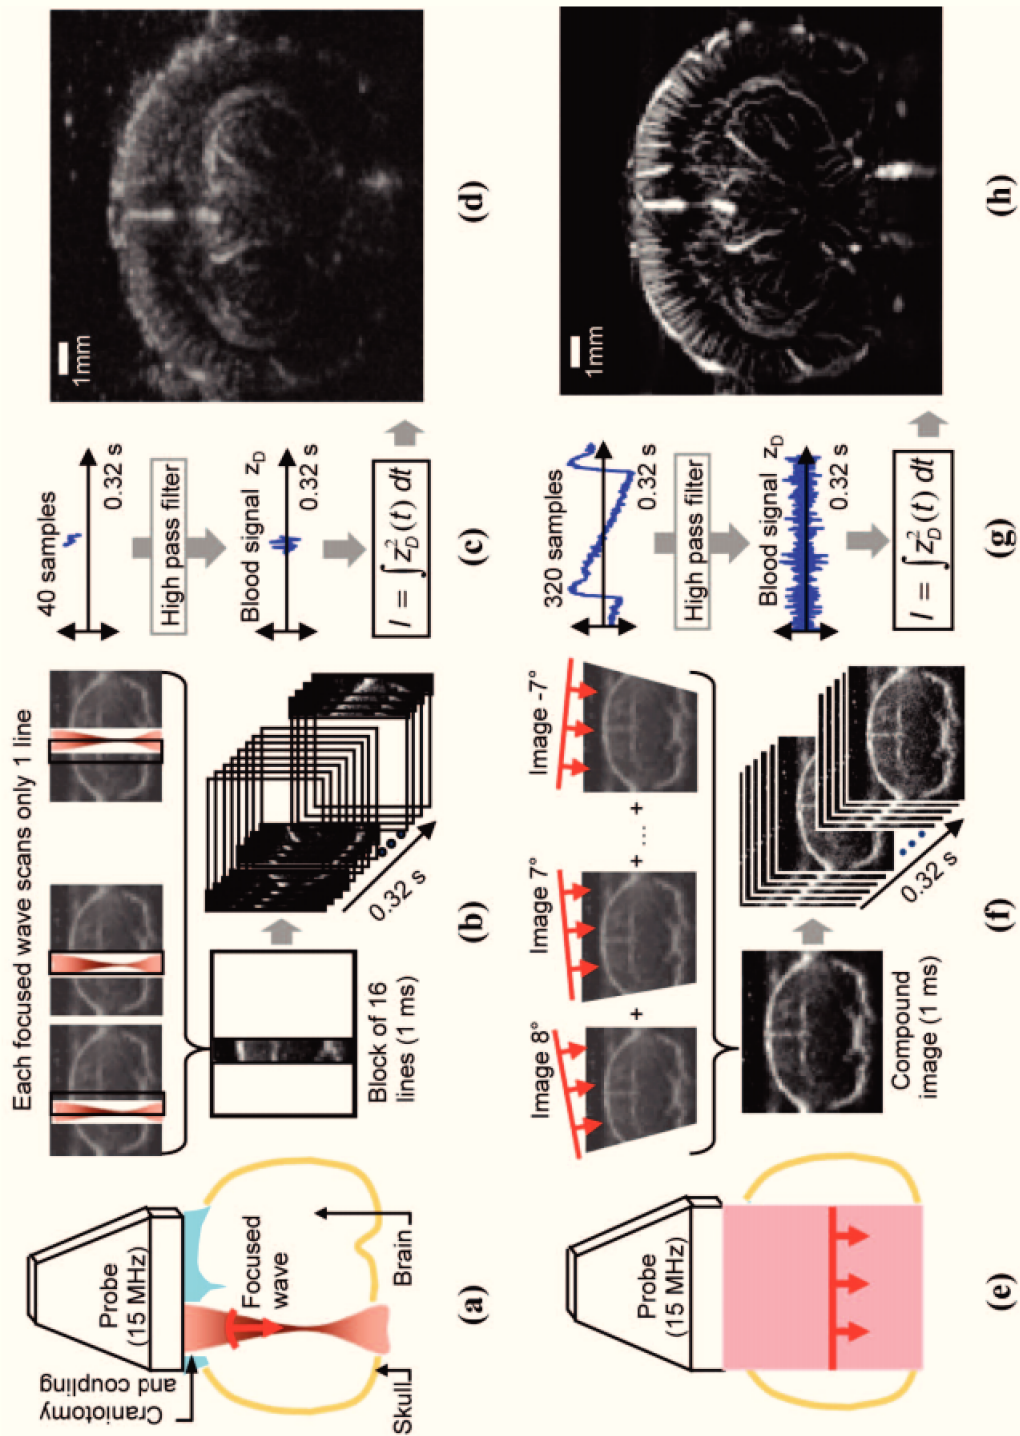 Craniotomy
and coupling
Probe
(15 MHz)
Focused
wave
Skull
Brain
(a)
Each focused wave scans only 1 line
Block of 16
lines (1 ms)
0.32 s
(b)
40 samples
0.32 s
High pass filter
Blood signal z_D
0.32 s
I = ∫ z_D^2(t) dt
(c)
1mm
(d)
Probe
(15 MHz)
(e)
Image 8°
Image 7°
Image -7°
+
+ ... +
Compound
image (1 ms)
0.32 s
(f)
320 samples
0.32 s
High pass filter
Blood signal z_D
0.32 s
I = ∫ z_D^2(t) dt
(g)
1mm
(h)